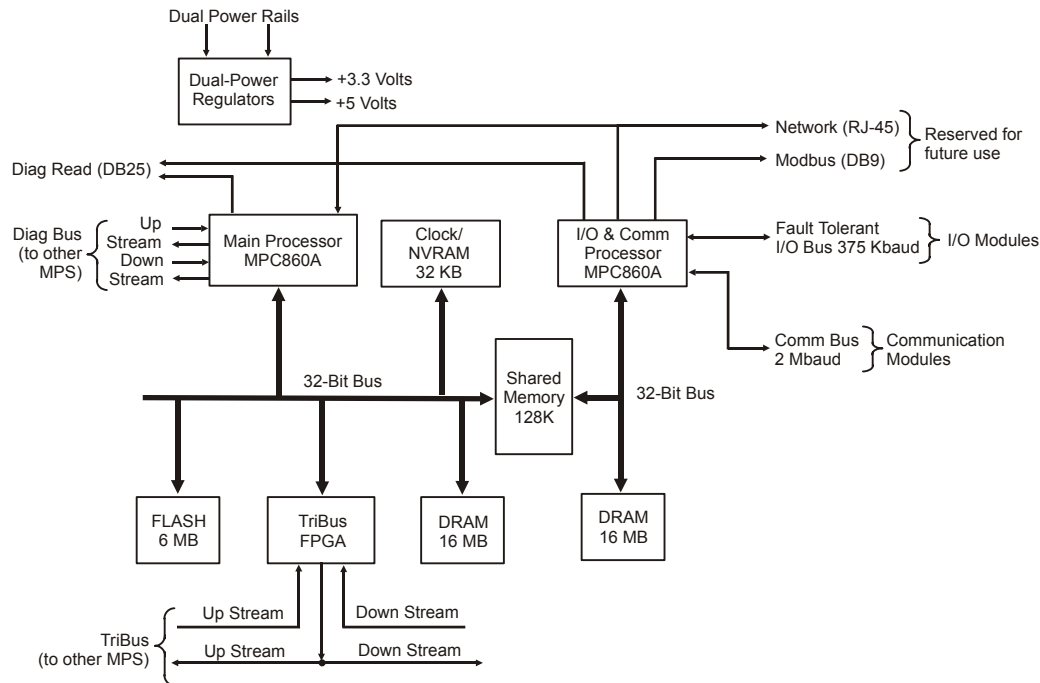 Dual Power Rails
Dual-Power
Regulators
+3.3 Volts
+5 Volts
Network (RJ-45)
Modbus (DB9)
Reserved for
future use
Diag Read (DB25)
Diag Bus
(to other
MPS)
Up
Stream
Down
Stream
Main Processor
MPC860A
Clock/
NVRAM
32 KB
I/O & Comm
Processor
MPC860A
Fault Tolerant
I/O Bus 375 Kbaud
I/O Modules
Comm Bus
2 Mbaud
Communication
Modules
32-Bit Bus
Shared
Memory
128K
32-Bit Bus
FLASH
6 MB
TriBus
FPGA
DRAM
16 MB
DRAM
16 MB
TriBus
(to other MPS)
Up Stream
Down Stream
Up Stream
Down Stream